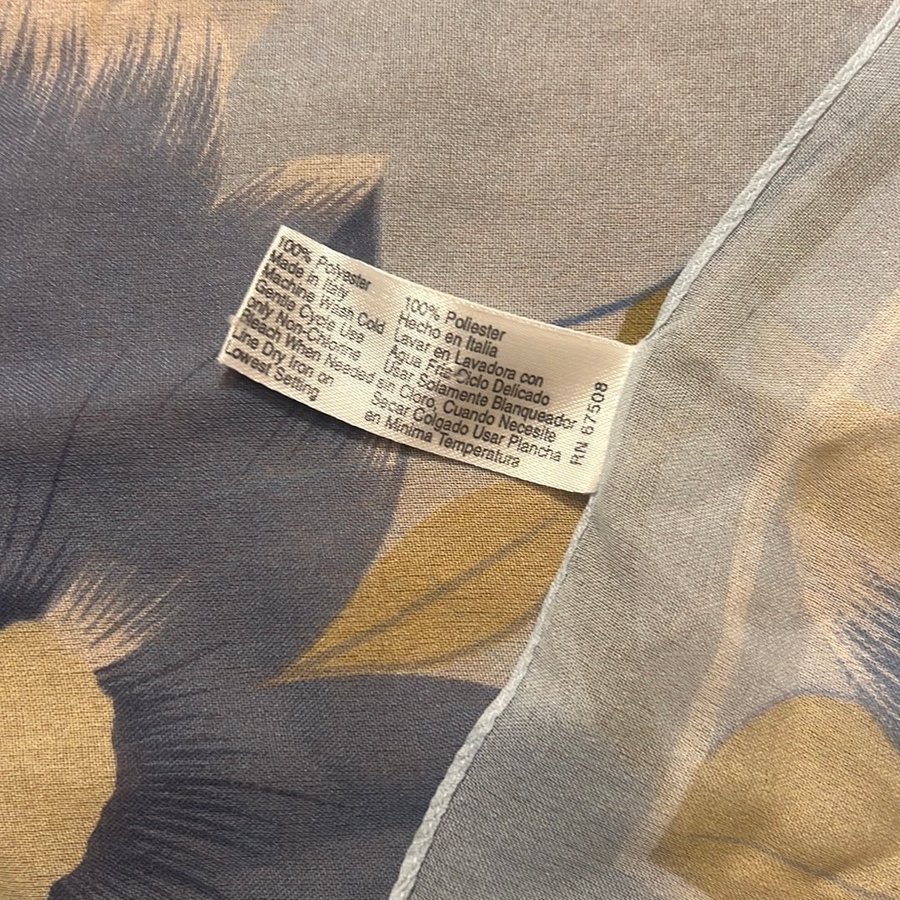 100% Polyester
Made in Italy
Machine Wash Cold
Gentle Cycle Use
only Non-Chlorine
Bleach When Needed
Line Dry Iron on
Lowest Setting
100% Poliester
Hecho en Italia
Lavar en Lavadora con
Agua Fria Ciclo Delicado
Usar Solamente Blanqueador
sin Cloro, Cuando Necesite
Secar Colgado Usar Plancha
en Minima Temperatura
RN 87508